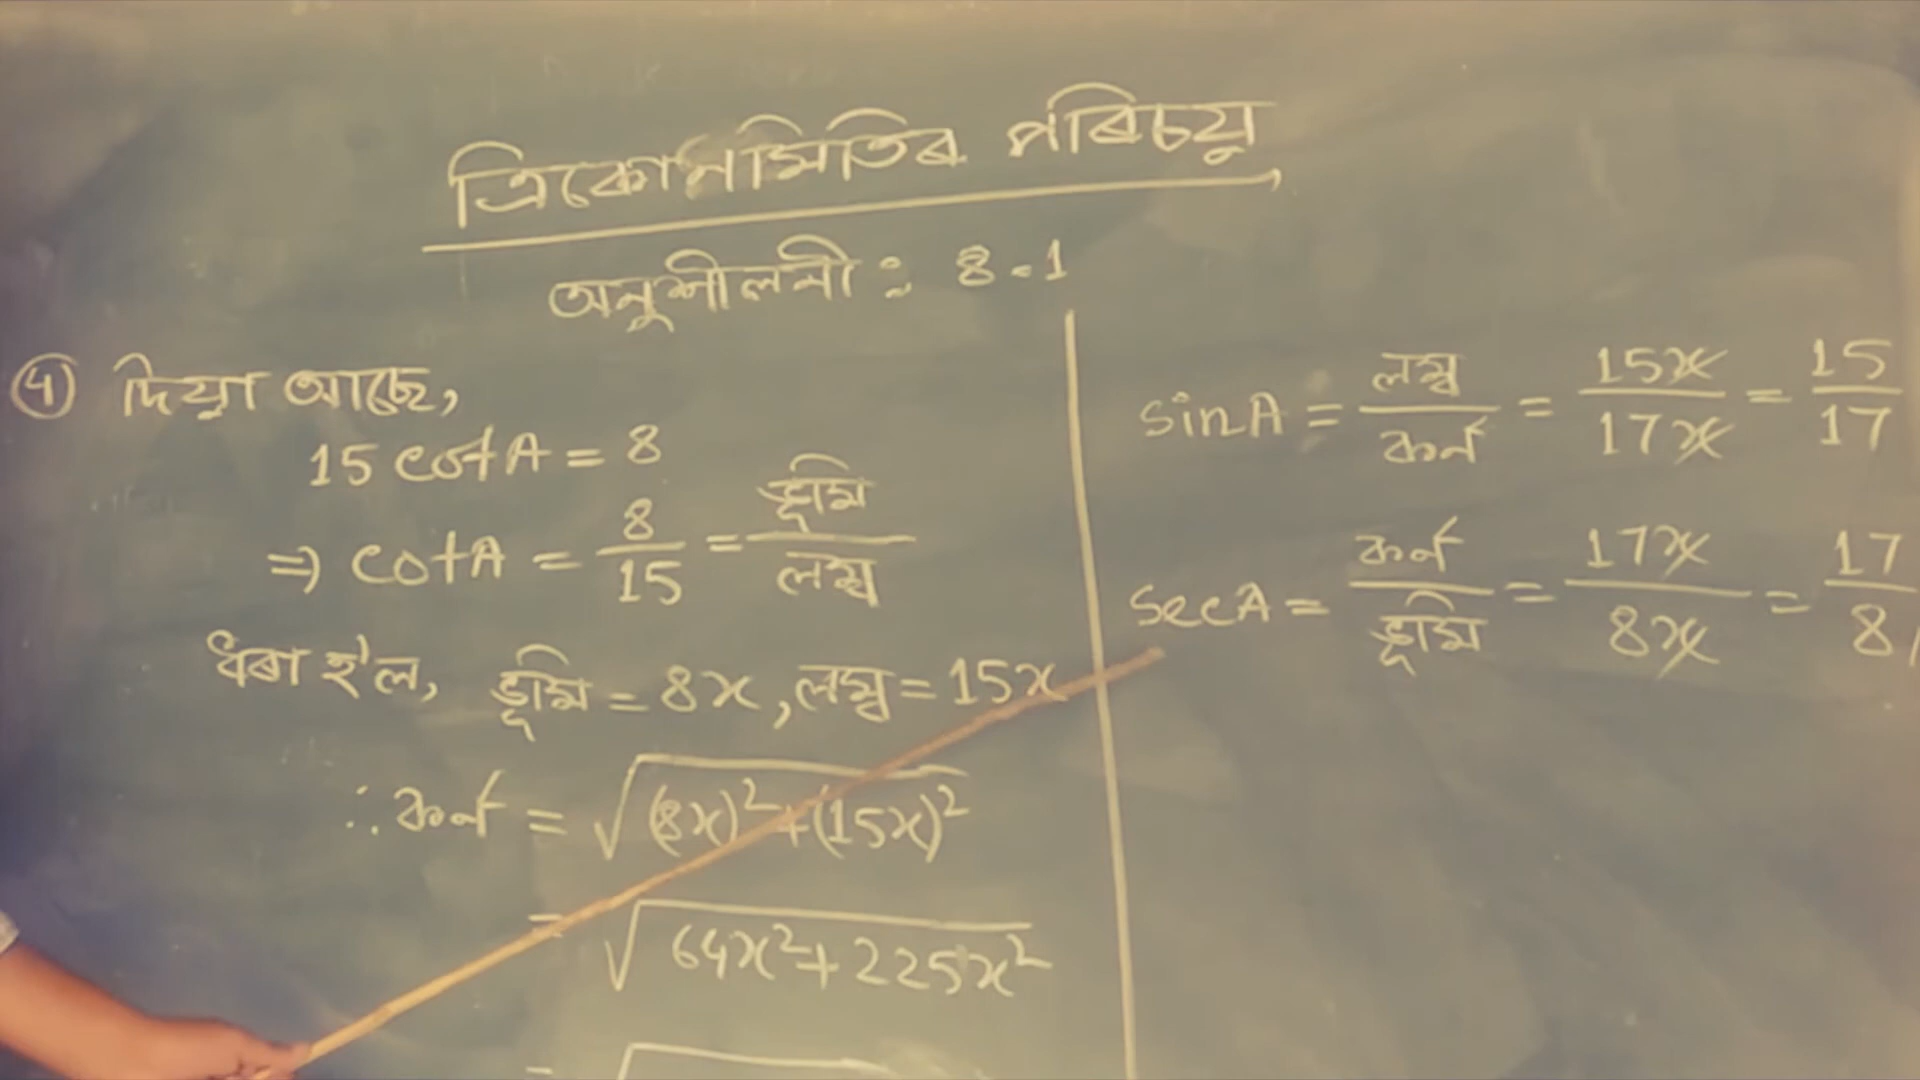 ত্ৰিকোনমিতিৰ পৰিচয়
অনুশীলনী : 8.1
④ দিয়া আছে,
15 cot A = 8
⇒ cot A = 8/15 = ভূমি/লম্ব
ধৰা হ'ল, ভূমি = 8x, লম্ব = 15x
∴ কৰ্ন = √(8x)² + (15x)²
= √64x² + 225x²
= √
sin A = লম্ব/কৰ্ন = 15x/17x = 15/17
sec A = কৰ্ন/ভূমি = 17x/8x = 17/8